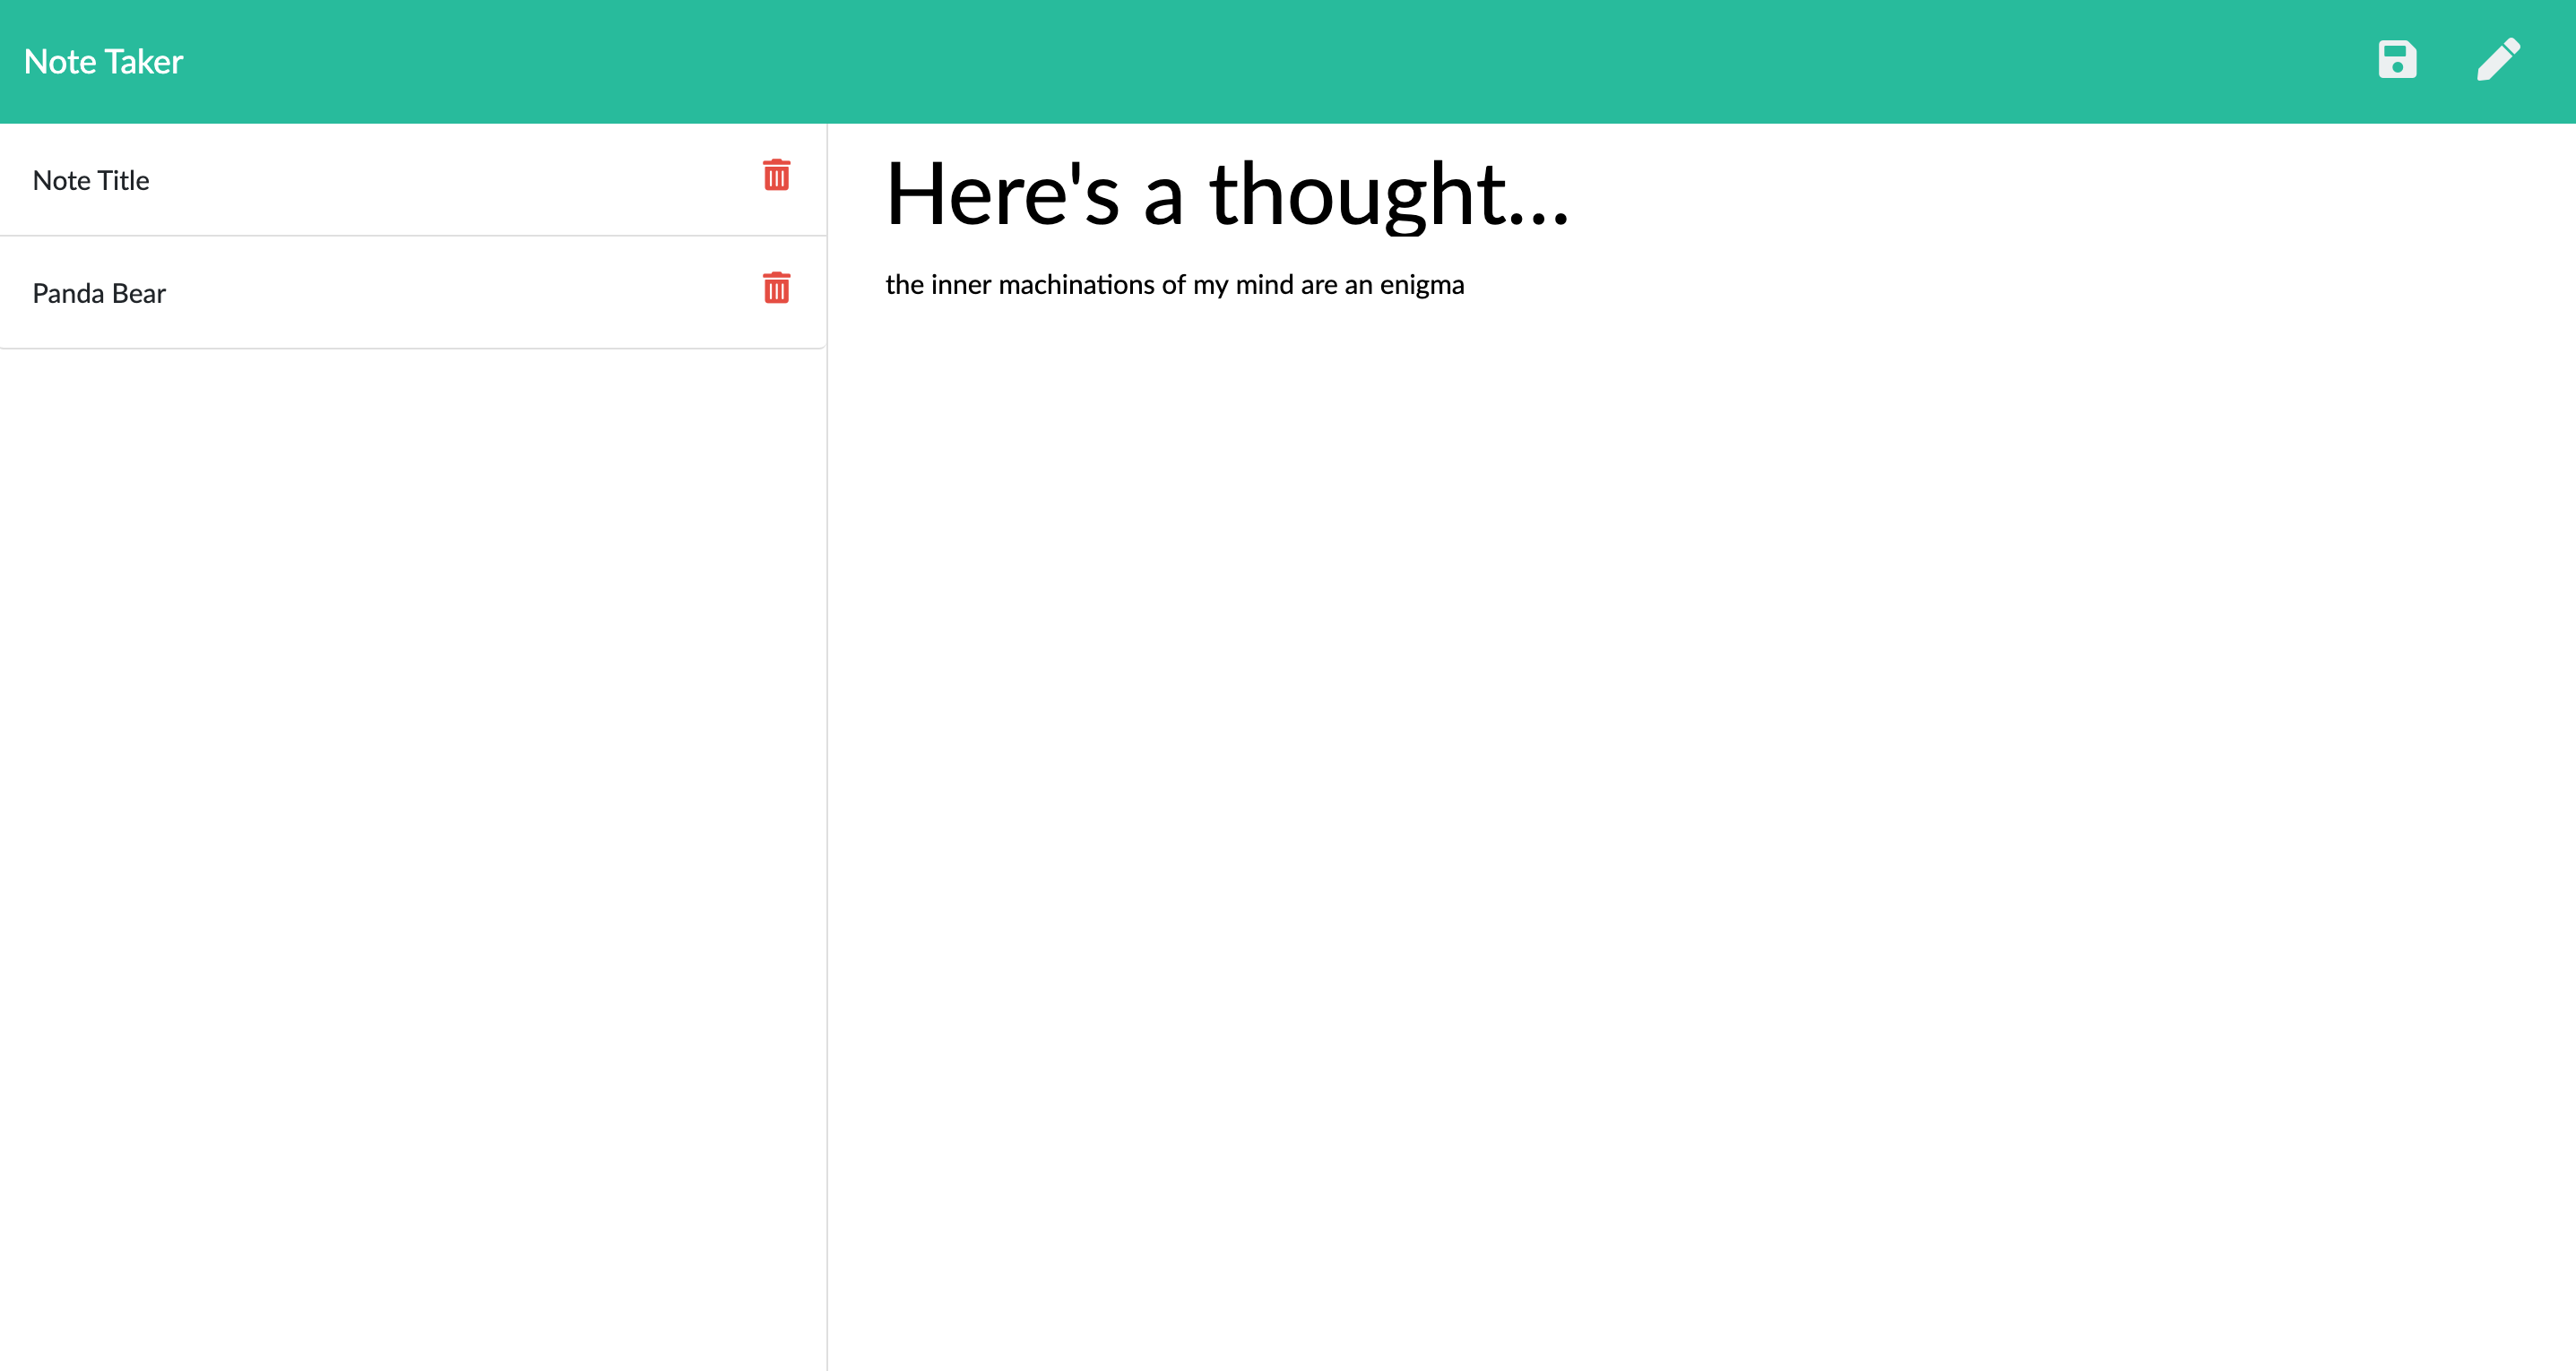 Note Taker
Note Title
Panda Bear
Here's a thought...
the inner machinations of my mind are an enigma